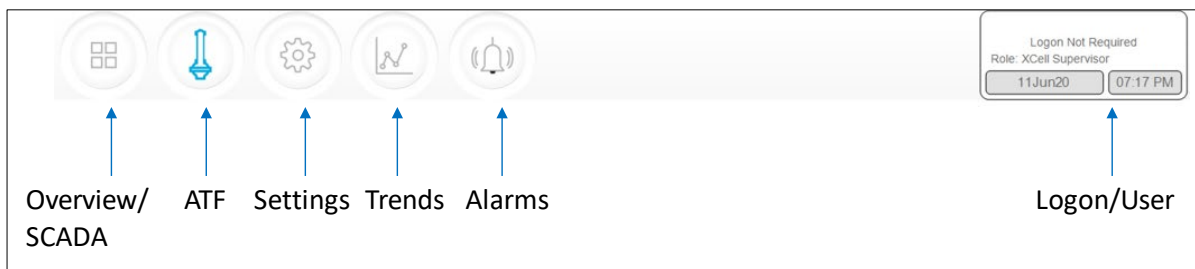 Logon Not Required
Role: XCell Supervisor
11Jun20 07:17 PM
Overview/ ATF Settings Trends Alarms Logon/User
SCADA